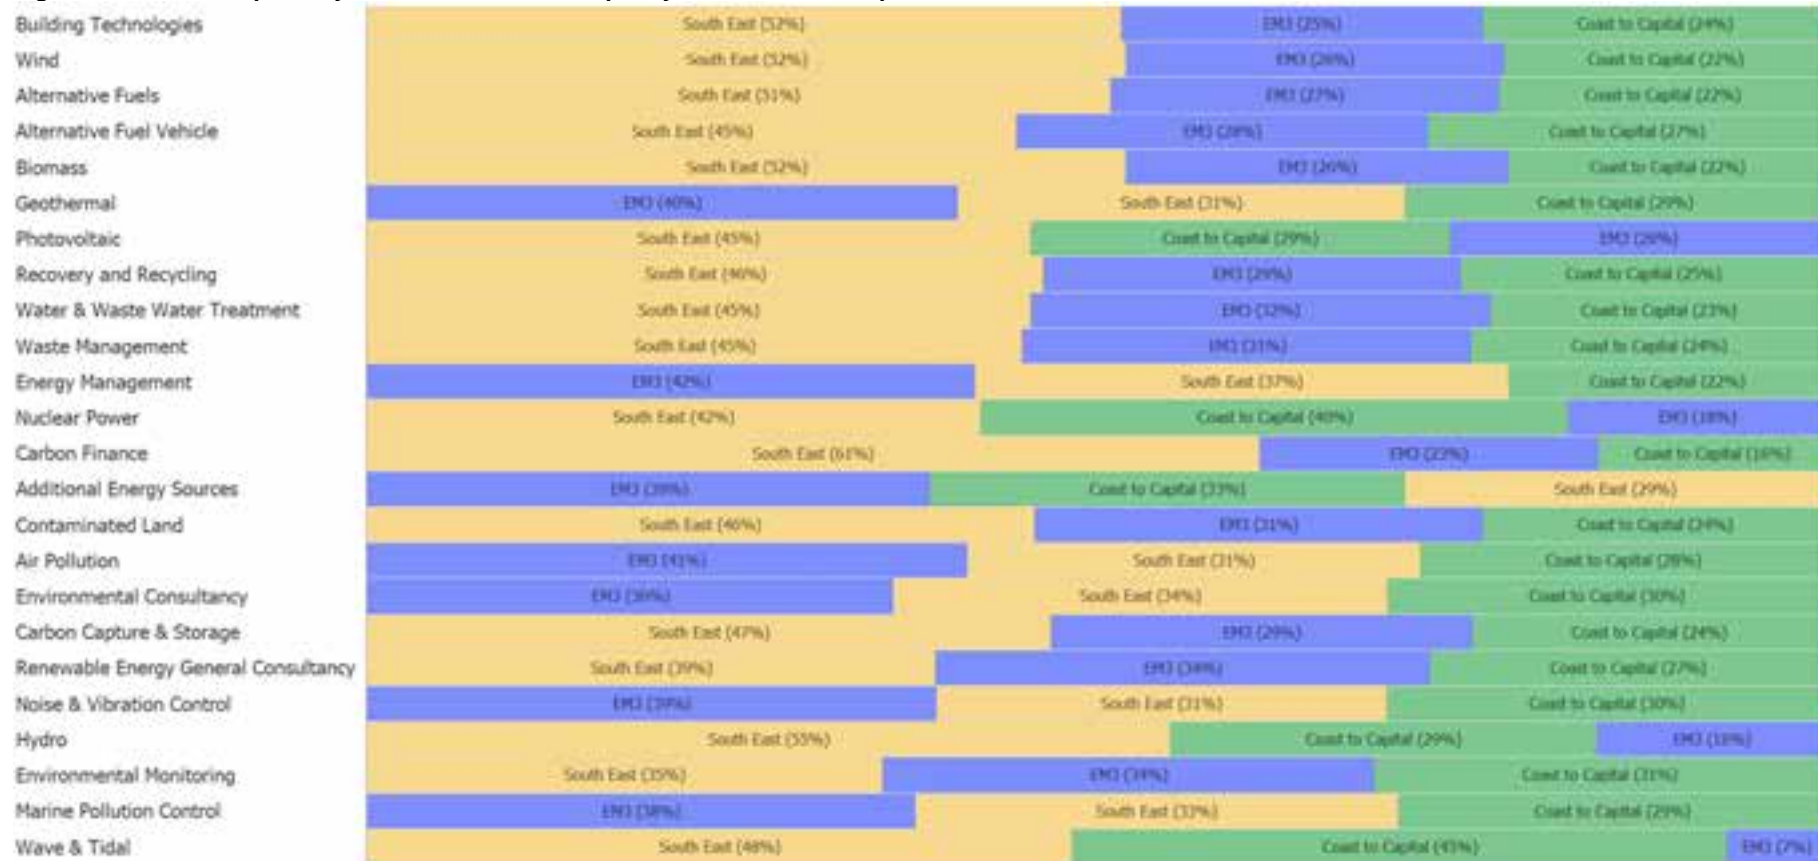 Building Technologies South East (52%) EM3 (25%) Coast to Capital (24%)
Wind South East (52%) EM3 (26%) Coast to Capital (22%)
Alternative Fuels South East (51%) EM3 (27%) Coast to Capital (22%)
Alternative Fuel Vehicle South East (45%) EM3 (28%) Coast to Capital (27%)
Biomass South East (52%) EM3 (26%) Coast to Capital (22%)
Geothermal EM3 (40%) South East (31%) Coast to Capital (29%)
Photovoltaic South East (45%) Coast to Capital (29%) EM3 (26%)
Recovery and Recycling South East (46%) EM3 (29%) Coast to Capital (25%)
Water & Waste Water Treatment South East (45%) EM3 (32%) Coast to Capital (23%)
Waste Management South East (45%) EM3 (31%) Coast to Capital (24%)
Energy Management EM3 (42%) South East (37%) Coast to Capital (22%)
Nuclear Power South East (42%) Coast to Capital (40%) EM3 (18%)
Carbon Finance South East (61%) EM3 (23%) Coast to Capital (16%)
Additional Energy Sources EM3 (39%) Coast to Capital (33%) South East (29%)
Contaminated Land South East (46%) EM3 (31%) Coast to Capital (24%)
Air Pollution EM3 (41%) South East (31%) Coast to Capital (28%)
Environmental Consultancy EM3 (36%) South East (34%) Coast to Capital (30%)
Carbon Capture & Storage South East (47%) EM3 (29%) Coast to Capital (24%)
Renewable Energy General Consultancy South East (39%) EM3 (34%) Coast to Capital (27%)
Noise & Vibration Control EM3 (39%) South East (31%) Coast to Capital (30%)
Hydro South East (55%) Coast to Capital (29%) EM3 (16%)
Environmental Monitoring South East (35%) EM3 (34%) Coast to Capital (31%)
Marine Pollution Control EM3 (38%) South East (33%) Coast to Capital (29%)
Wave & Tidal South East (48%) Coast to Capital (45%) EM3 (7%)